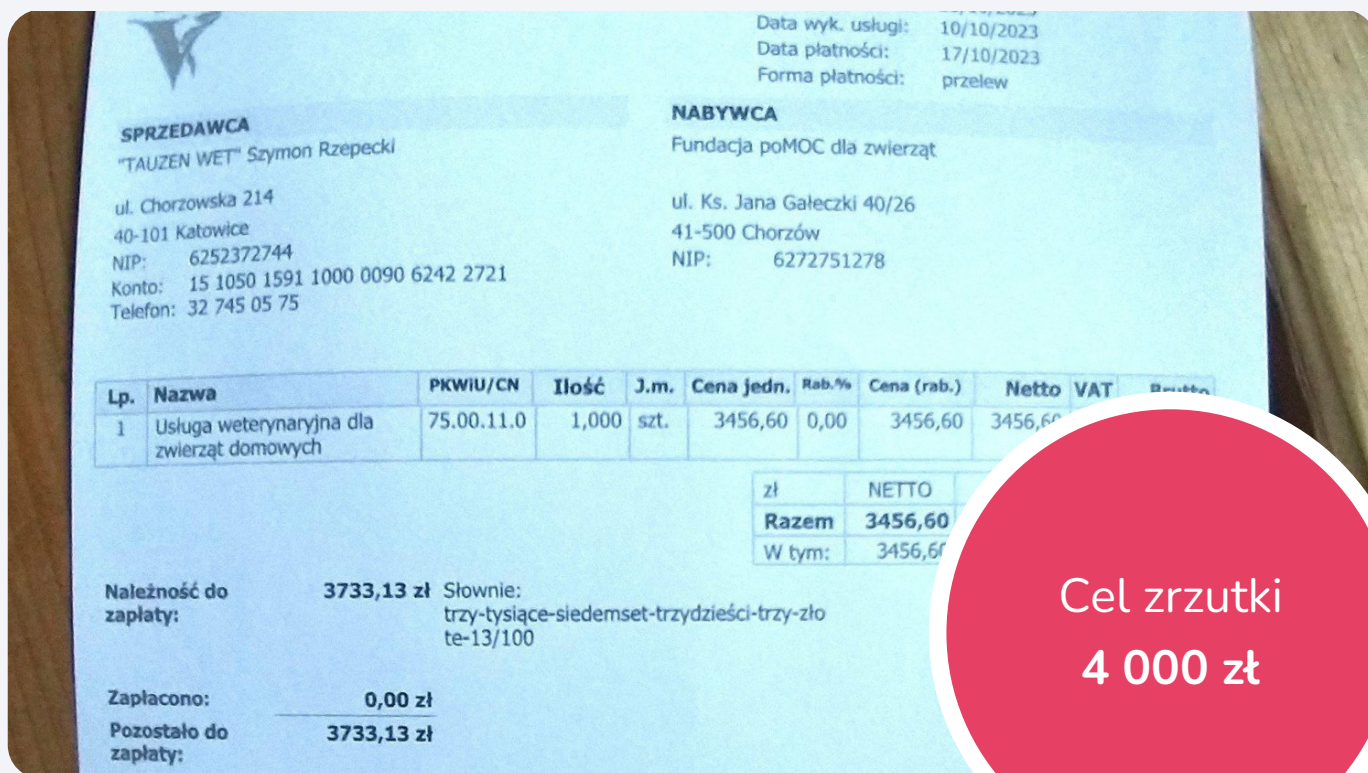 Data wyk. usługi: 10/10/2023
Data płatności: 17/10/2023
Forma płatności: przelew
SPRZEDAWCA
"TAUZEN WET" Szymon Rzepecki
ul. Chorzowska 214
40-101 Katowice
NIP: 6252372744
Konto: 15 1050 1591 1000 0090 6242 2721
Telefon: 32 745 05 75
NABYWCA
Fundacja poMOC dla zwierząt
ul. Ks. Jana Gałeczki 40/26
41-500 Chorzów
NIP: 6272751278
Lp. Nazwa PKWiU/CN Ilość J.m. Cena jedn. Rab.% Cena (rab.) Netto VAT Brutto
1 Usługa weterynaryjna dla 75.00.11.0 1,000 szt. 3456,60 0,00 3456,60 3456,60
zwierząt domowych
zł NETTO
Razem 3456,60
W tym: 3456,60
Należność do 3733,13 zł Słownie:
zapłaty: trzy-tysiące-siedemset-trzydzieści-trzy-zło
te-13/100
Zapłacono: 0,00 zł
Pozostało do 3733,13 zł
zapłaty:
Cel zrzutki
4 000 zł